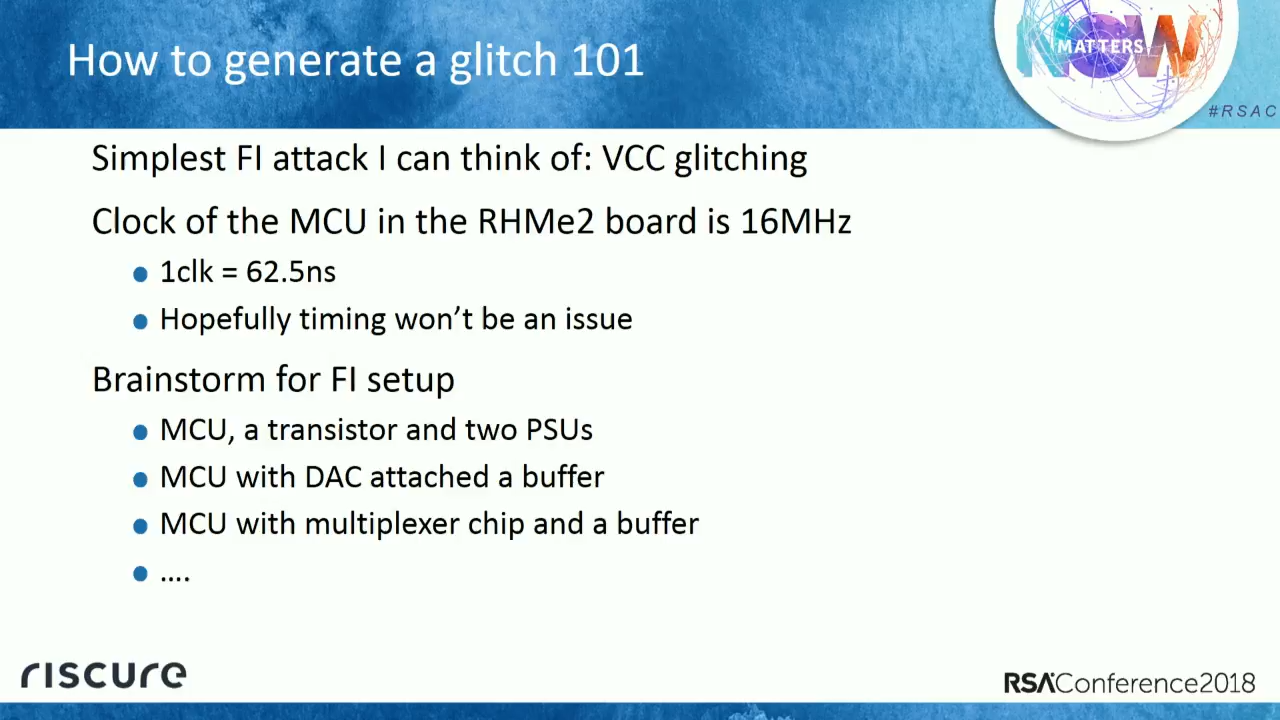 How to generate a glitch 101
NOW
MATTERS
#RSAC
Simplest FI attack I can think of: VCC glitching
Clock of the MCU in the RHMe2 board is 16MHz
● 1clk = 62.5ns
● Hopefully timing won’t be an issue
Brainstorm for FI setup
● MCU, a transistor and two PSUs
● MCU with DAC attached a buffer
● MCU with multiplexer chip and a buffer
● ....
riscure
RSAConference2018